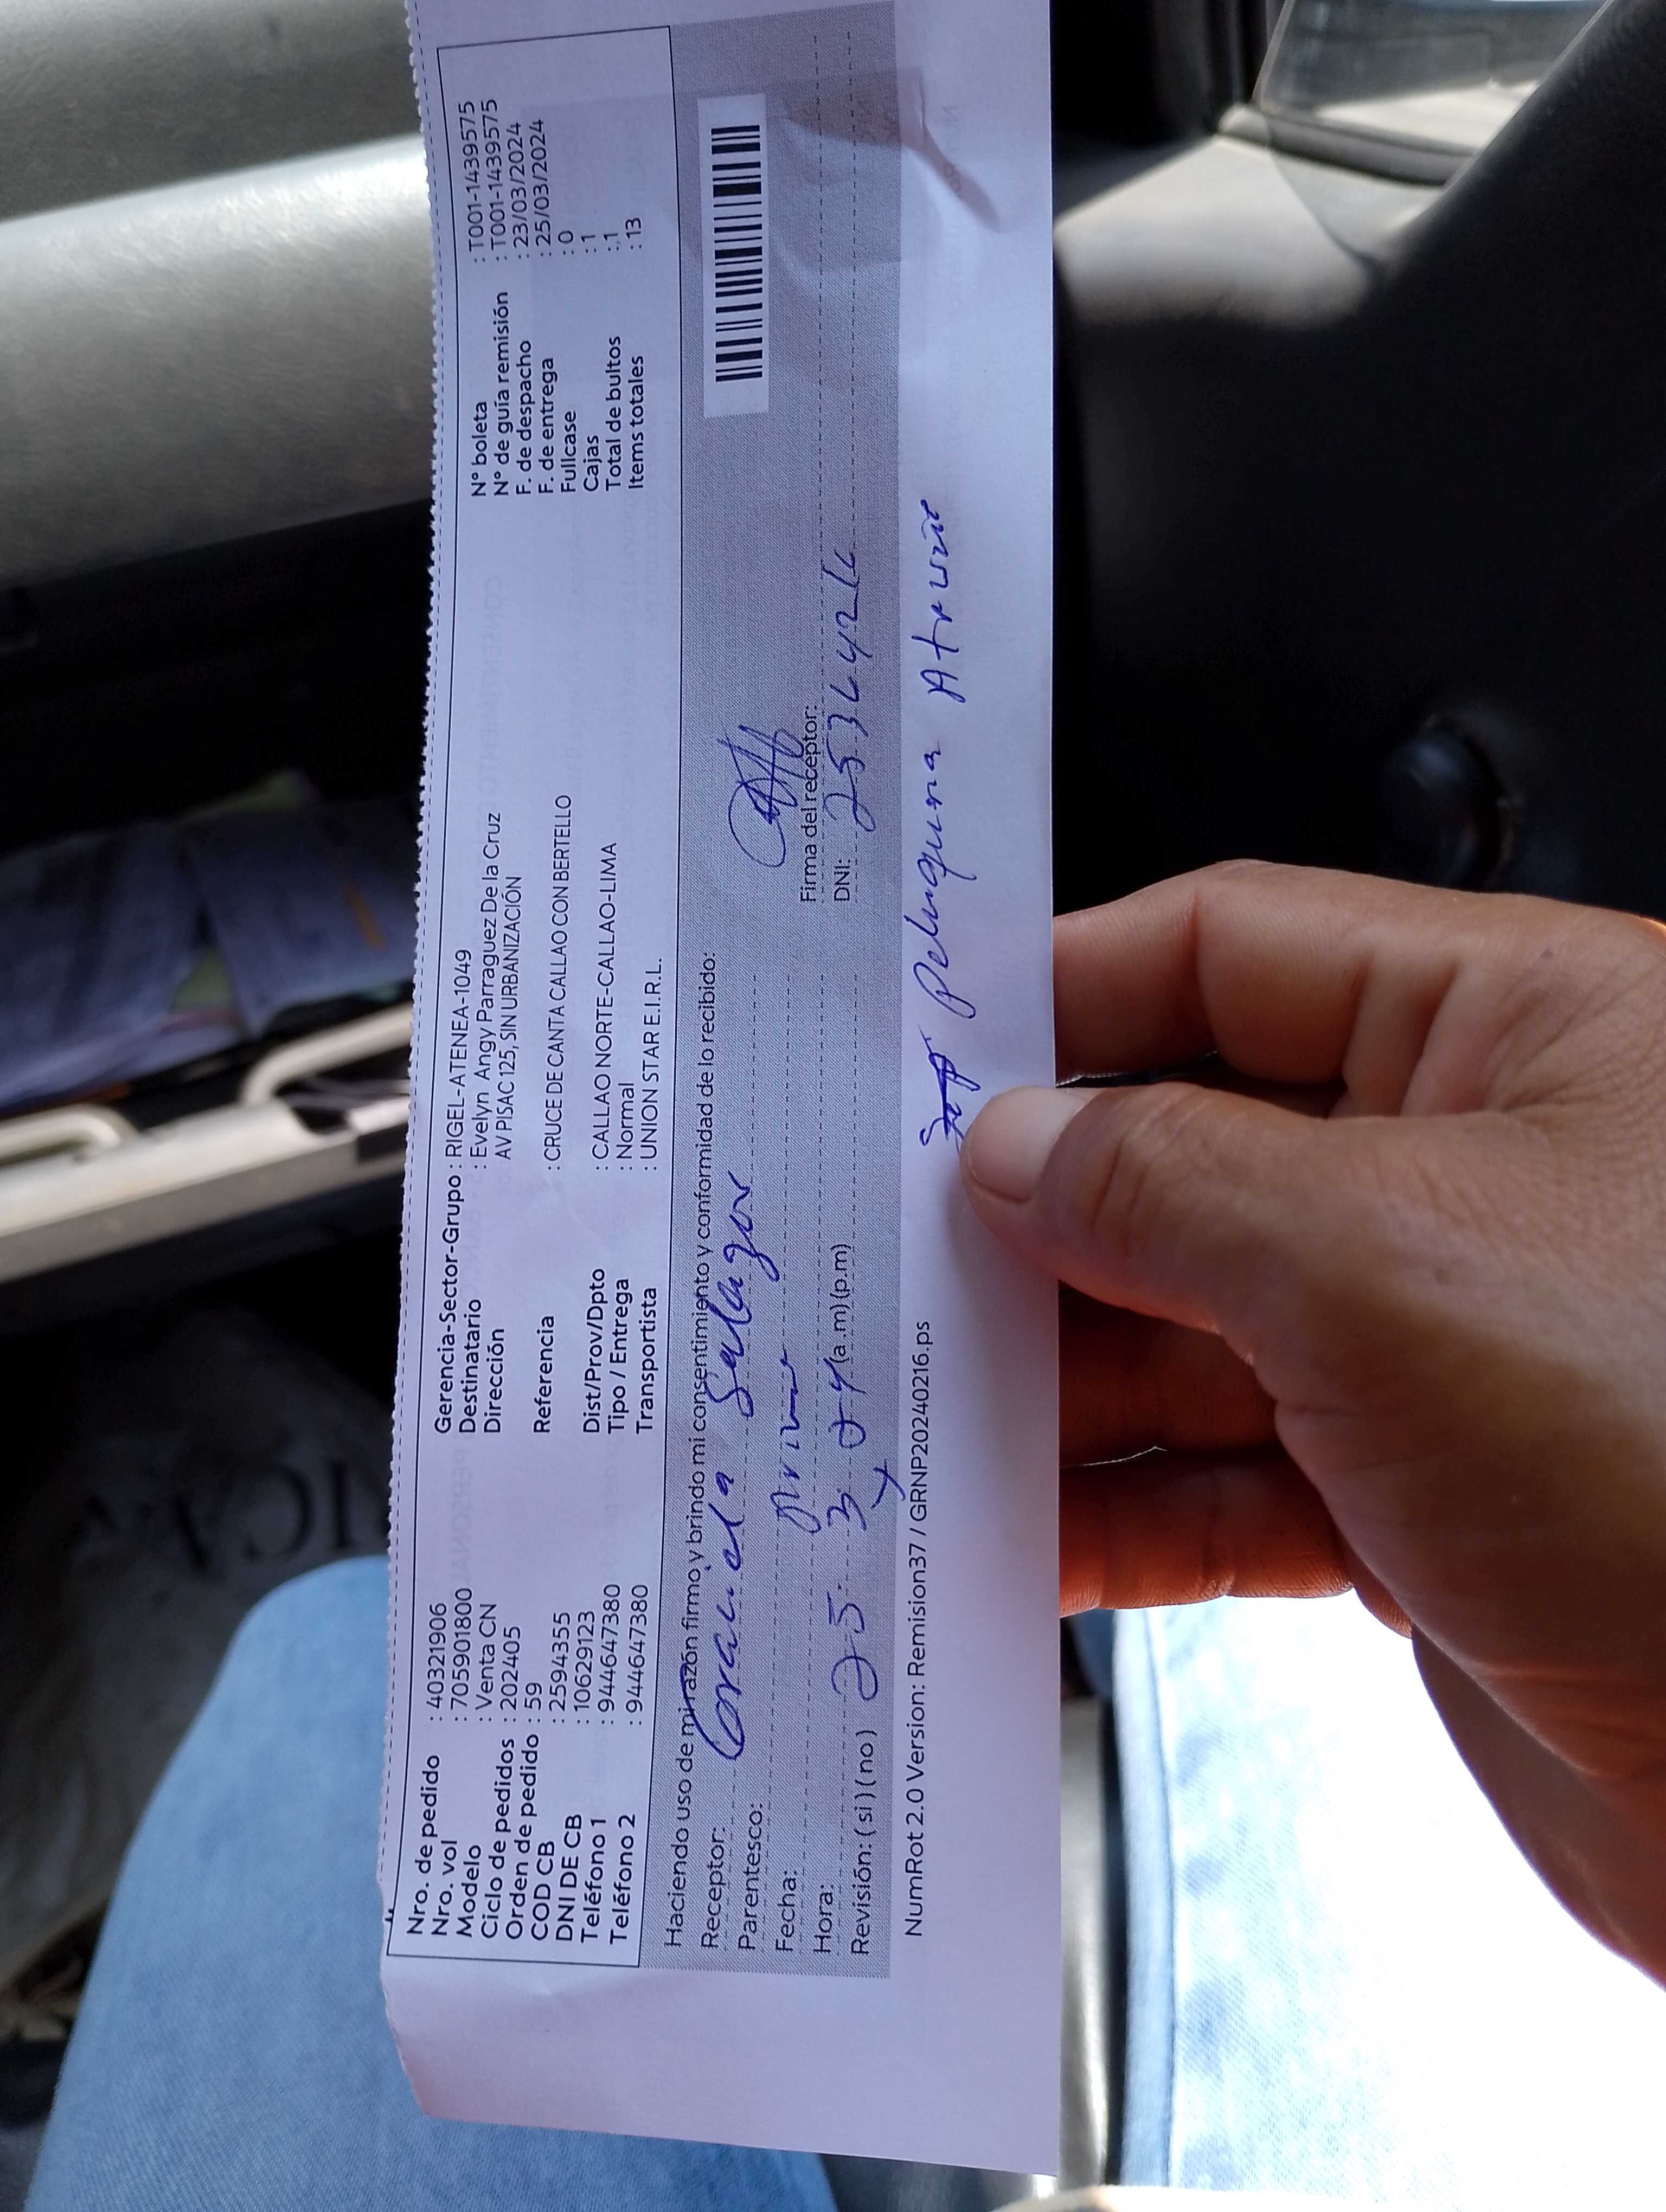 Nro. de pedido : 40321906
Nro. vol : 705901800
Modelo : Venta CN
Ciclo de pedidos : 202405
Orden de pedido : 59
COD CB : 2594355
DNI DE CB : 10629123
Teléfono 1 : 944647380
Teléfono 2 : 944647380
Gerencia-Sector-Grupo : RIGEL-ATENEA-1049
Destinatario : Evelyn Angy Parraguez De la Cruz
Dirección AV PISAC 125, SIN URBANIZACIÓN
Referencia : CRUCE DE CANTA CALLAO CON BERTELLO
Dist/Prov/Dpto : CALLAO NORTE-CALLAO-LIMA
Tipo / Entrega : Normal
Transportista : UNION STAR E.I.R.L.
N° boleta : T001-1439575
N° de guía remisión : T001-1439575
F. de despacho : 23/03/2024
F. de entrega : 25/03/2024
Fullcase : 0
Cajas : 1
Total de bultos : 1
Items totales : 13
Haciendo uso de mi razón firmo y brindo mi consentimiento y conformidad de lo recibido:
Receptor: Salazar
Parentesco:
Fecha:
Hora: 25 3 (a.m) (p.m)
Revisión: ( si ) ( no )
Firma del receptor:
DNI:
NumRot 2.0 Version: Remision37 / GRNP20240216.ps